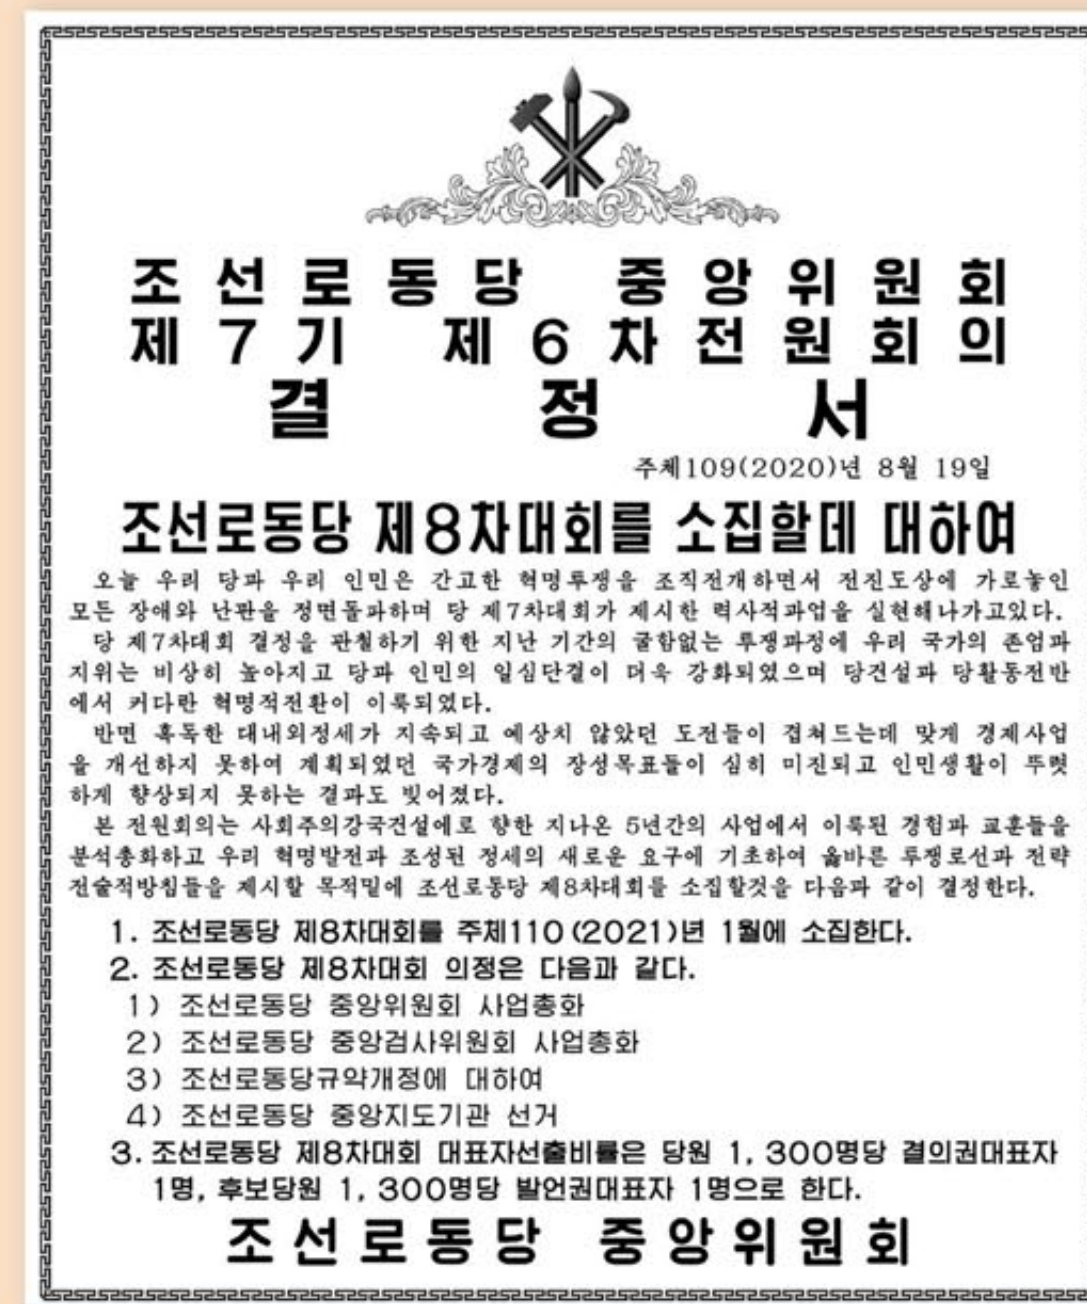 조선로동당 중앙위원회
제7기 제6차전원회의
결정서
주체109(2020)년 8월 19일
조선로동당 제8차대회를 소집할데 대하여
오늘 우리 당과 우리 인민은 간고한 혁명투쟁을 조직전개하면서 전진도상에 가로놓인
모든 장애와 난관을 정면돌파하며 당 제7차대회가 제시한 력사적과업을 실현해나가고있다.
당 제7차대회 결정을 관철하기 위한 지난 기간의 굴함없는 투쟁과정에 우리 국가의 존엄과
지위는 비상히 높아지고 당과 인민의 일심단결이 더욱 강화되였으며 당건설과 당활동전반
에서 커다란 혁명적전환이 이룩되였다.
반면 혹독한 대내외정세가 지속되고 예상치 않았던 도전들이 겹쳐드는데 맞게 경제사업
을 개선하지 못하여 계획되였던 국가경제의 장성목표들이 심히 미진되고 인민생활이 뚜렷
하게 향상되지 못하는 결과도 빚어졌다.
본 전원회의는 사회주의강국건설에로 향한 지나온 5년간의 사업에서 이룩된 경험과 교훈들을
분석총화하고 우리 혁명발전과 조성된 정세의 새로운 요구에 기초하여 옳바른 투쟁로선과 전략
전술적방침들을 제시할 목적밑에 조선로동당 제8차대회를 소집할것을 다음과 같이 결정한다.
1. 조선로동당 제8차대회를 주체110(2021)년 1월에 소집한다.
2. 조선로동당 제8차대회 의정은 다음과 같다.
1) 조선로동당 중앙위원회 사업총화
2) 조선로동당 중앙검사위원회 사업총화
3) 조선로동당규약개정에 대하여
4) 조선로동당 중앙지도기관 선거
3. 조선로동당 제8차대회 대표자선출비률은 당원 1, 300명당 결의권대표자
1명, 후보당원 1, 300명당 발언권대표자 1명으로 한다.
조선로동당 중앙위원회